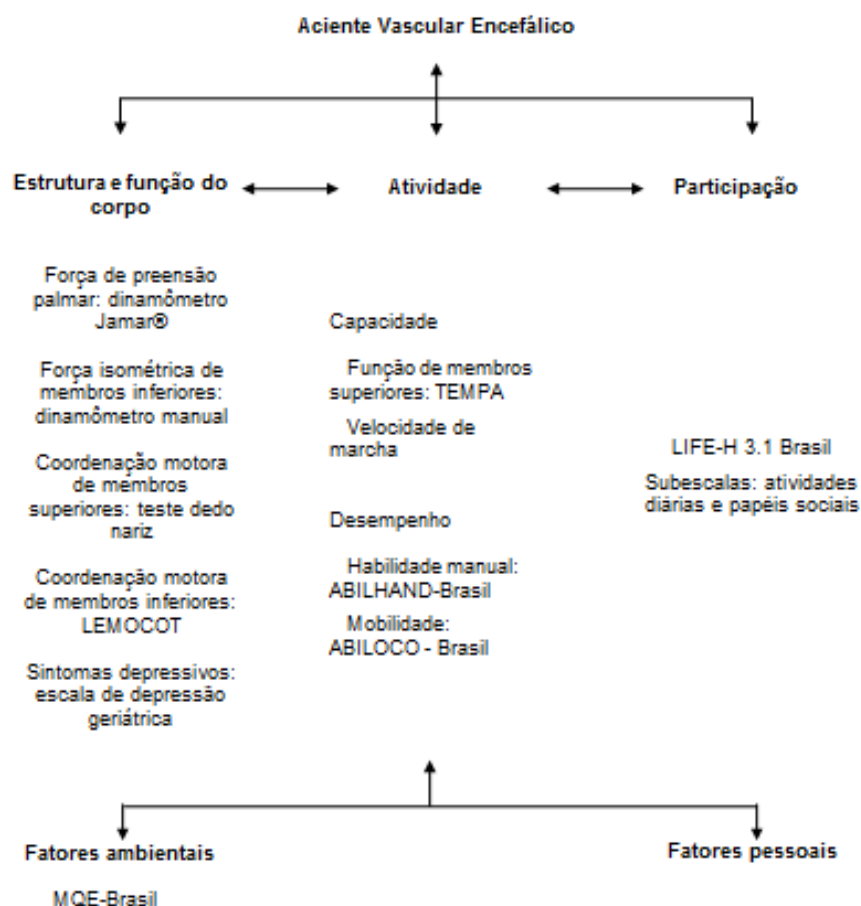 Aciente Vascular Encefálico
Estrutura e função do
corpo
Atividade
Participação
Força de preensão
palmar: dinamômetro
Jamar®
Força isométrica de
membros inferiores:
dinamômetro manual
Coordenação motora
de membros
superiores: teste dedo
nariz
Coordenação motora
de membros inferiores:
LEMOCOT
Sintomas depressivos:
escala de depressão
geriátrica
Capacidade
Função de membros
superiores: TEMPA
Velocidade de
marcha
Desempenho
Habilidade manual:
ABILHAND-Brasil
Mobilidade:
ABILOCO - Brasil
LIFE-H 3.1 Brasil
Subescalas: atividades
diárias e papéis sociais
Fatores ambientais
MQE-Brasil
Fatores pessoais